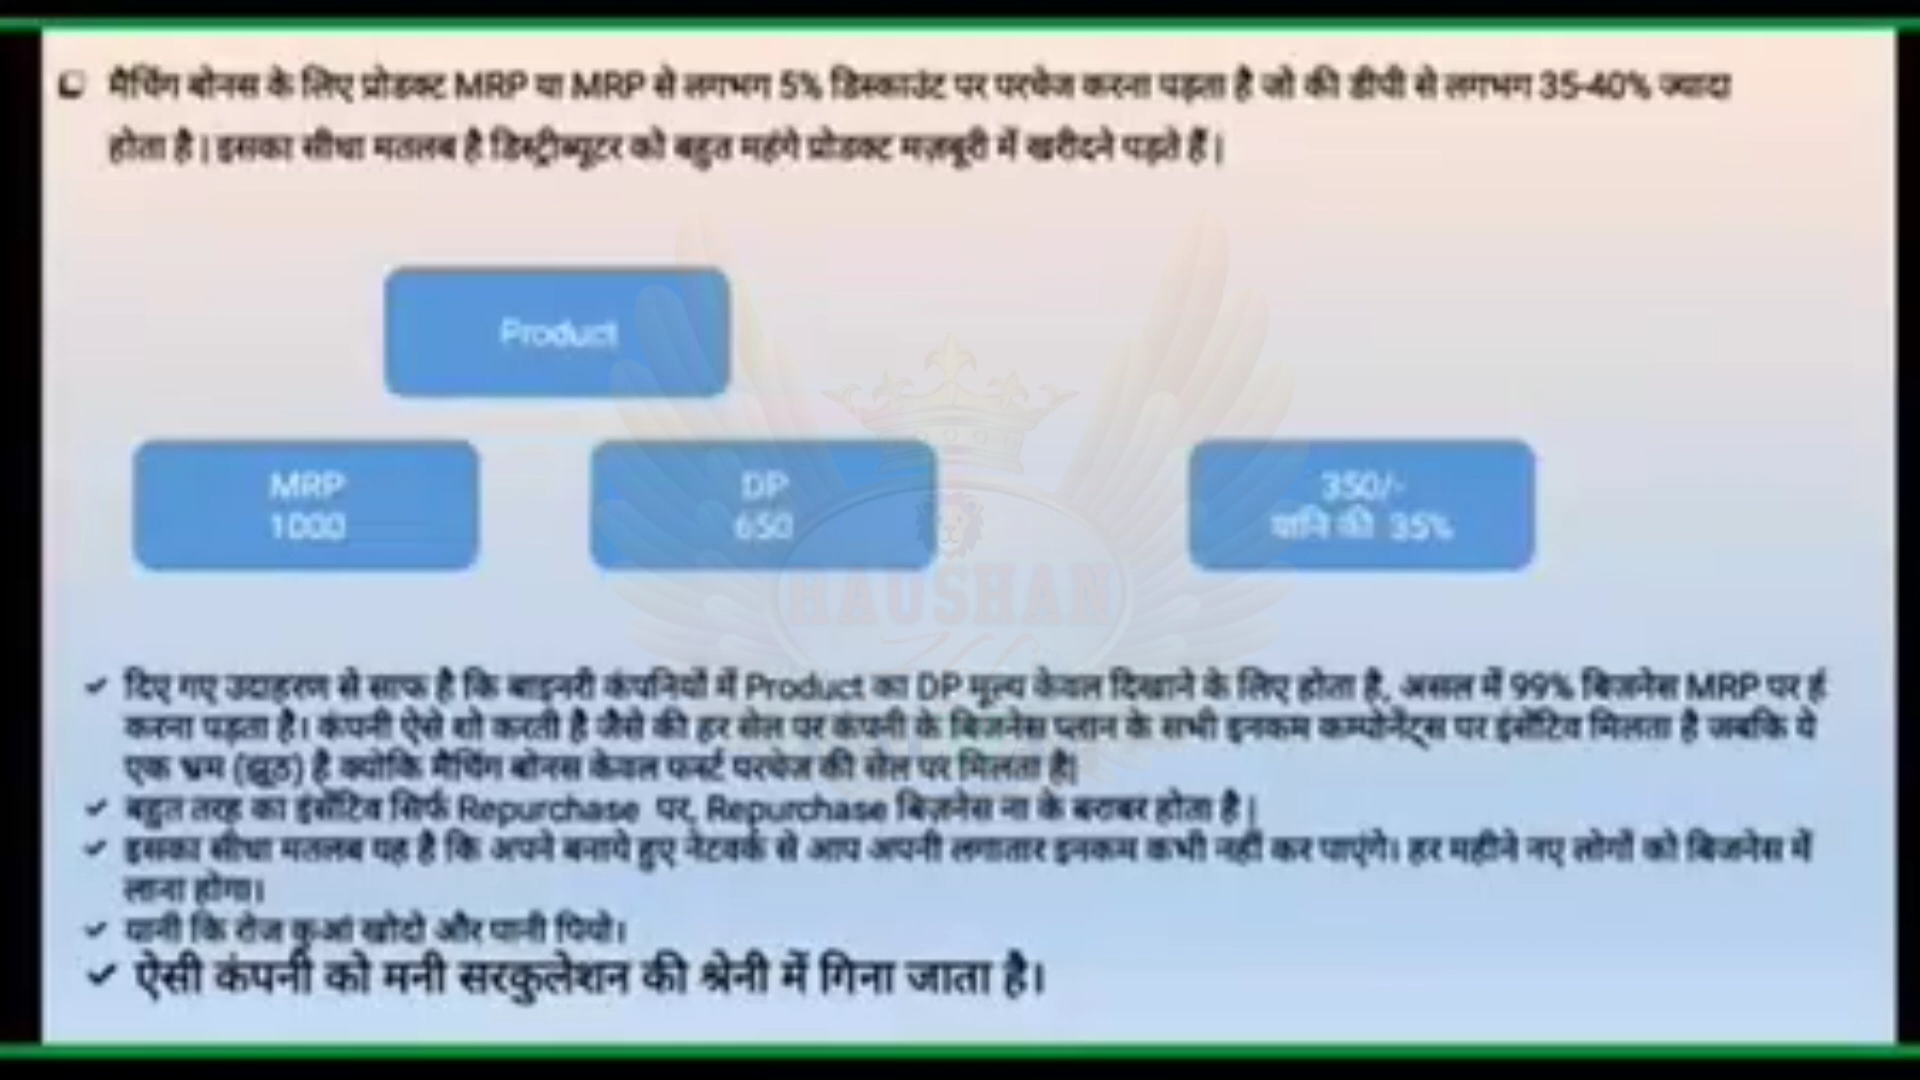 मैचिंग बोनस के लिए प्रोडक्ट MRP या MRP से लगभग 5% डिस्काउंट पर परचेज करना पड़ता है जो की डीपी से लगभग 35-40% ज्यादा
होता है | इसका सीधा मतलब है डिस्ट्रीब्यूटर को बहुत महंगे प्रोडक्ट मज़बूरी में खरीदने पड़ते हैं |
Product
MRP
1000
DP
650
350/-
यानि की 35%
HAUSHAN
दिए गए उदाहरण से साफ है कि बाइनरी कंपनियों में Product का DP मूल्य केवल दिखाने के लिए होता है, असल में 99% बिजनेस MRP पर ह
करना पड़ता है। कंपनी ऐसे शो करती है जैसे की हर सेल पर कंपनी के बिजनेस प्लान के सभी इनकम कम्पोनेंट्स पर इंसेंटिव मिलता है जबकि ये
एक भ्रम (झूठ) है क्योकि मैचिंग बोनस केवल फर्स्ट परचेज की सेल पर मिलता है|
बहुत तरह का इंसेंटिव सिर्फ Repurchase पर, Repurchase बिज़नेस ना के बराबर होता है |
इसका सीधा मतलब यह है कि अपने बनाये हुए नेटवर्क से आप अपनी लगातार इनकम कभी नहीं कर पाएंगे। हर महीने नए लोगों को बिजनेस में
लाना होगा।
यानी कि रोज कुआं खोदो और पानी पियो।
ऐसी कंपनी को मनी सरकुलेशन की श्रेनी में गिना जाता है।